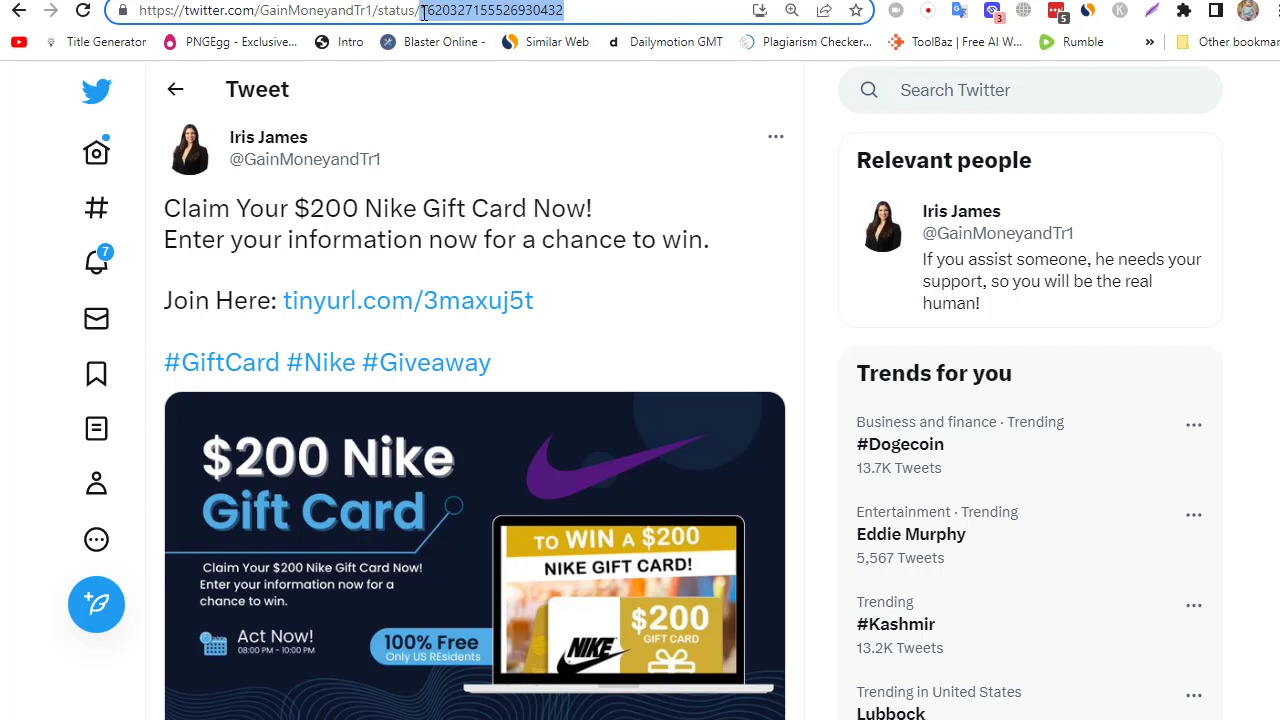 https://twitter.com/GainMoneyandTr1/status/1620327155526930432
3
5
Title Generator
PNGEgg - Exclusive...
Intro
Blaster Online -
Similar Web
d Dailymotion GMT
Plagiarism Checker...
ToolBaz | Free AI W...
Rumble
»
Other bookmar
Tweet
Search Twitter
Iris James
@GainMoneyandTr1
Claim Your $200 Nike Gift Card Now!
Enter your information now for a chance to win.
Join Here: tinyurl.com/3maxuj5t
#GiftCard #Nike #Giveaway
7
$200 Nike
Gift Card
Claim Your $200 Nike Gift Card Now!
Enter your information now for a
chance to win.
Act Now!
08:00 PM - 10:00 PM
100% Free
Only US REsidents
TO WIN A $200
NIKE GIFT CARD!
$200
GIFT CARD
NIKE
Relevant people
Iris James
@GainMoneyandTr1
If you assist someone, he needs your
support, so you will be the real
human!
Trends for you
Business and finance · Trending
#Dogecoin
13.7K Tweets
Entertainment · Trending
Eddie Murphy
5,567 Tweets
Trending
#Kashmir
13.2K Tweets
Trending in United States
Lubbock